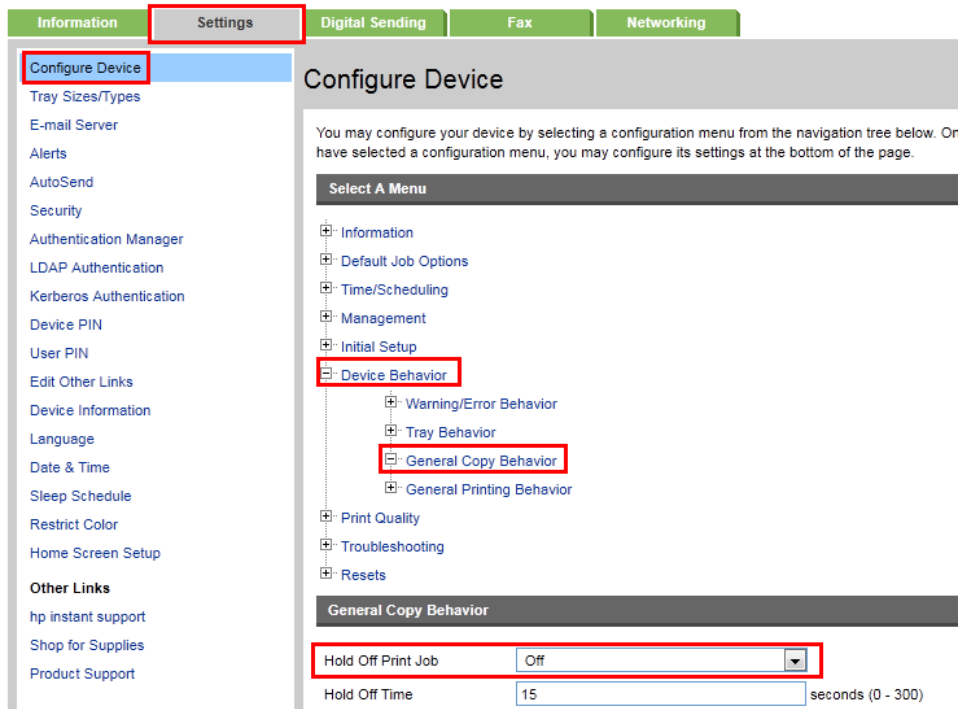 Information
Settings
Digital Sending
Fax
Networking
Configure Device
Tray Sizes/Types
E-mail Server
Alerts
AutoSend
Security
Authentication Manager
LDAP Authentication
Kerberos Authentication
Device PIN
User PIN
Edit Other Links
Device Information
Language
Date & Time
Sleep Schedule
Restrict Color
Home Screen Setup
Other Links
hp instant support
Shop for Supplies
Product Support
Configure Device
You may configure your device by selecting a configuration menu from the navigation tree below. On
have selected a configuration menu, you may configure its settings at the bottom of the page.
Select A Menu
Information
Default Job Options
Time/Scheduling
Management
Initial Setup
Device Behavior
Warning/Error Behavior
Tray Behavior
General Copy Behavior
General Printing Behavior
Print Quality
Troubleshooting
Resets
General Copy Behavior
Hold Off Print Job Off
Hold Off Time 15 seconds (0 - 300)